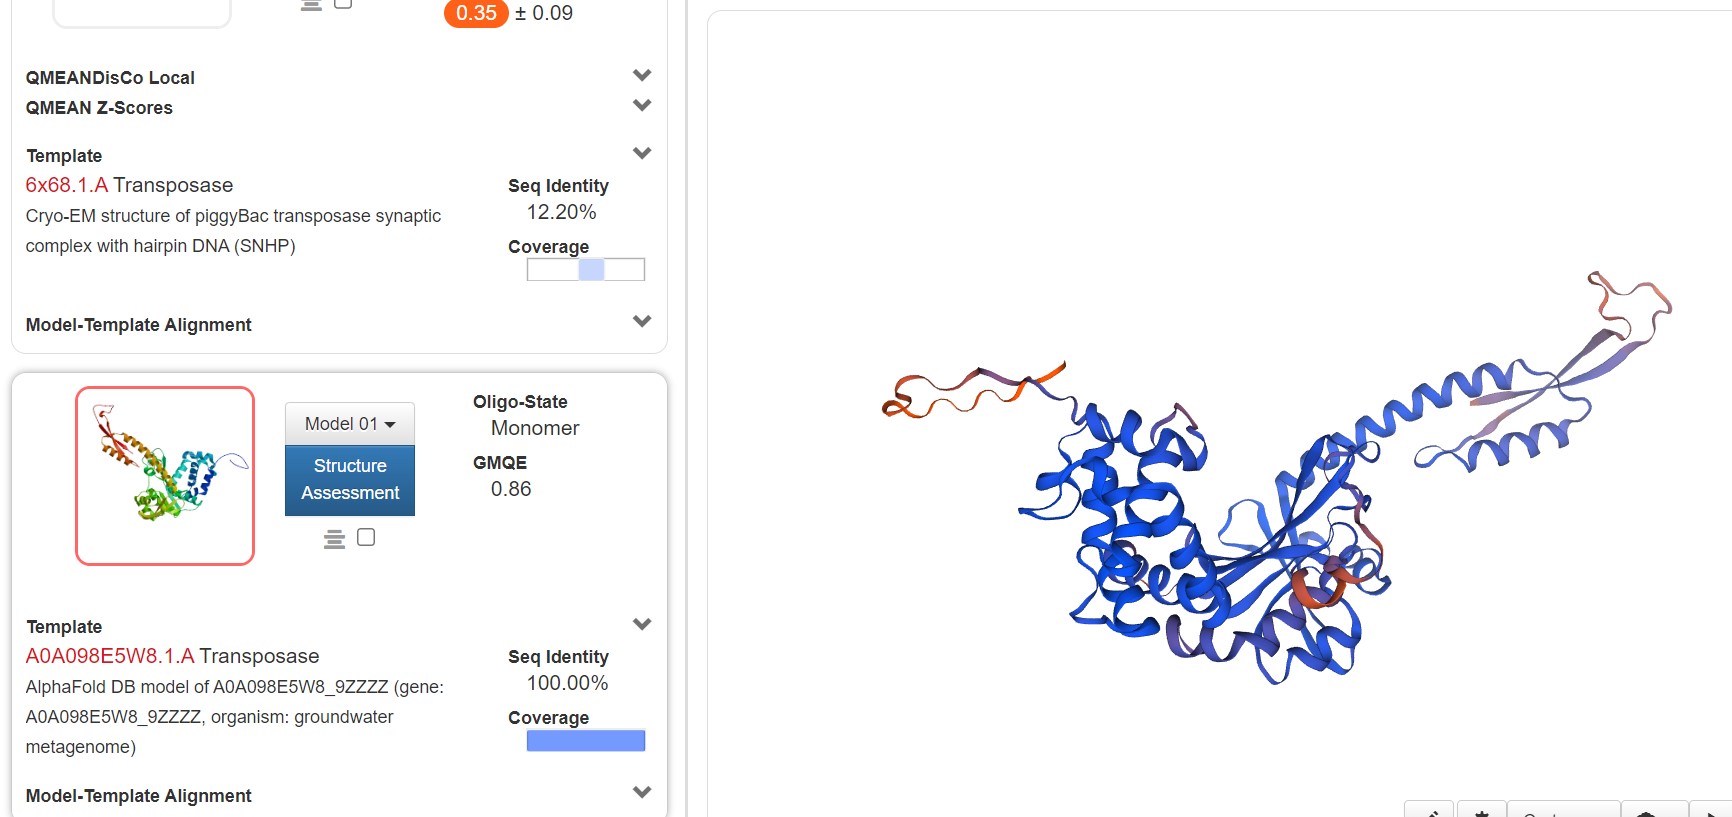 0.35 ± 0.09
QMEANDisCo Local
QMEAN Z-Scores
Template
6x68.1.A Transposase
Cryo-EM structure of piggyBac transposase synaptic
complex with hairpin DNA (SNHP)
Seq Identity
12.20%
Coverage
Model-Template Alignment
Model 01
Structure
Assessment
Oligo-State
Monomer
GMQE
0.86
Template
A0A098E5W8.1.A Transposase
AlphaFold DB model of A0A098E5W8_9ZZZZ (gene:
A0A098E5W8_9ZZZZ, organism: groundwater
metagenome)
Seq Identity
100.00%
Coverage
Model-Template Alignment